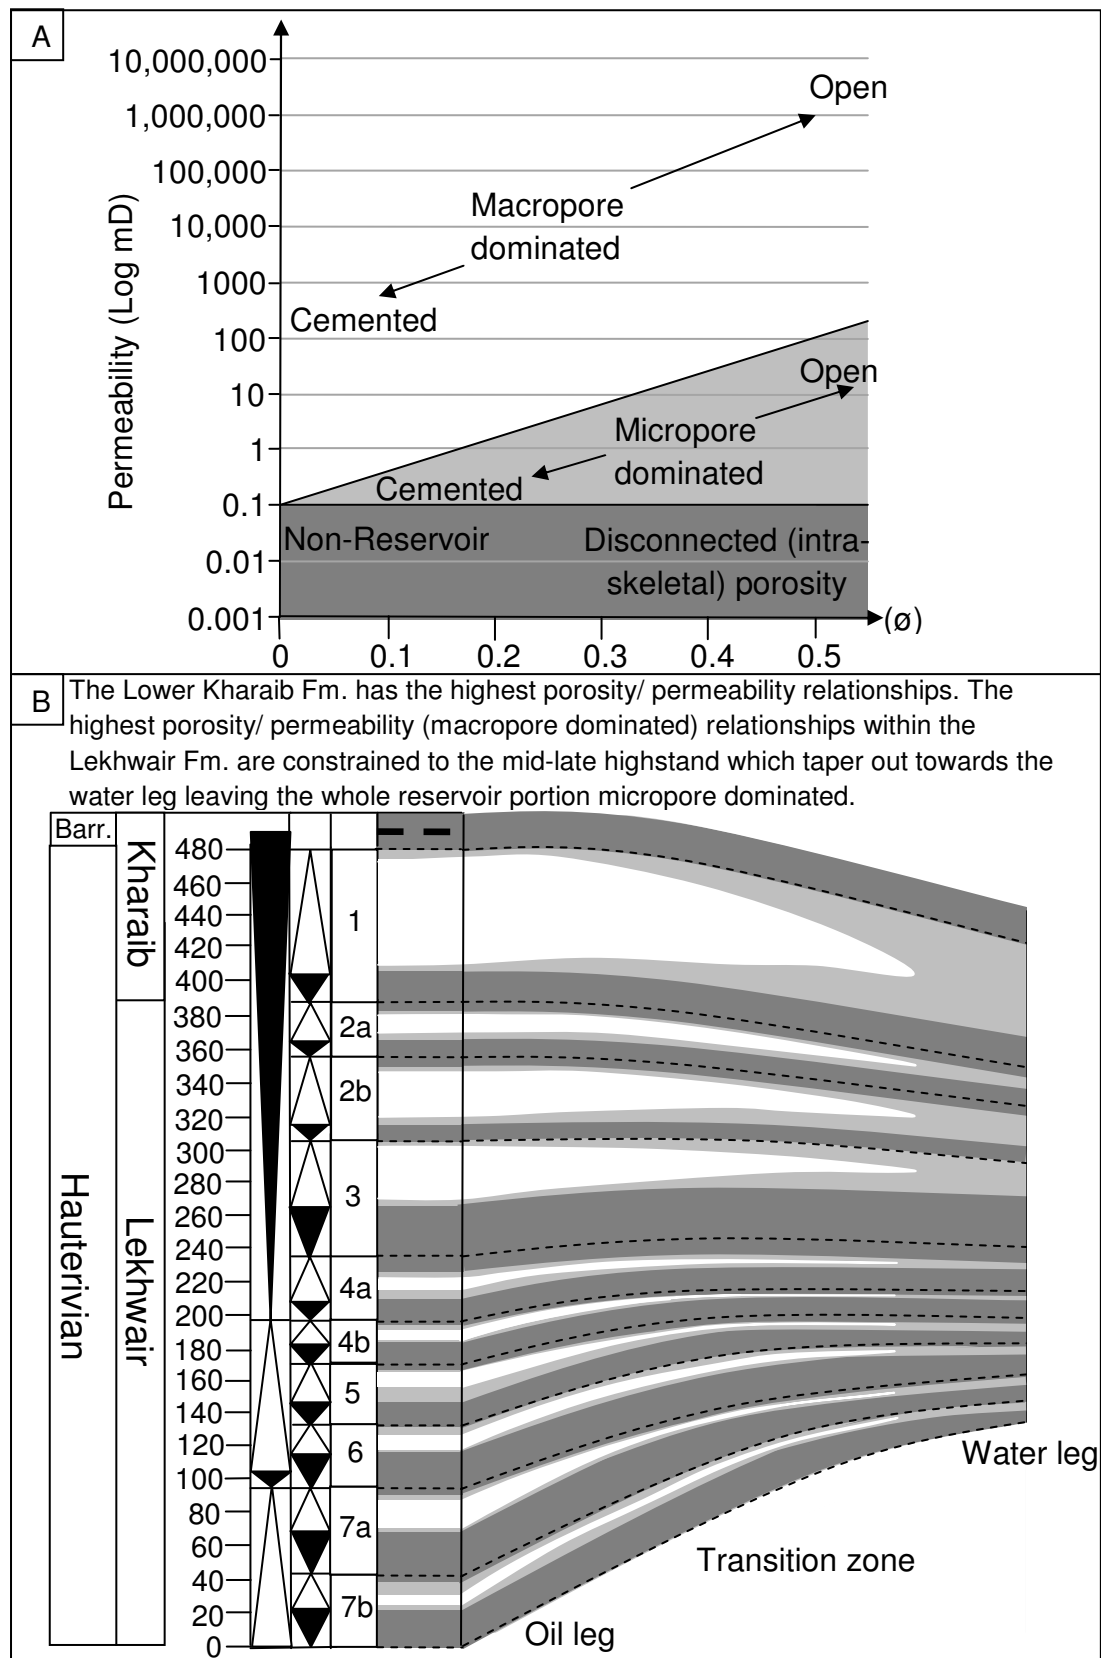 A
10,000,000
1,000,000
100,000
10,000
1000
100
10
1
0.1
0.01
0.001
Permeability (Log mD)
Open
Macropore
dominated
Cemented
Open
Micropore
dominated
Cemented
Non-Reservoir
Disconnected (intra-
skeletal) porosity
(ø)
0 0.1 0.2 0.3 0.4 0.5
B
The Lower Kharaib Fm. has the highest porosity/ permeability relationships. The
highest porosity/ permeability (macropore dominated) relationships within the
Lekhwair Fm. are constrained to the mid-late highstand which taper out towards the
water leg leaving the whole reservoir portion micropore dominated.
Barr.
Hauterivian
Kharaib
Lekhwair
480
460
440
420
400
380
360
340
320
300
280
260
240
220
200
180
160
140
120
100
80
60
40
20
0
1
2a
2b
3
4a
4b
5
6
7a
7b
Water leg
Transition zone
Oil leg